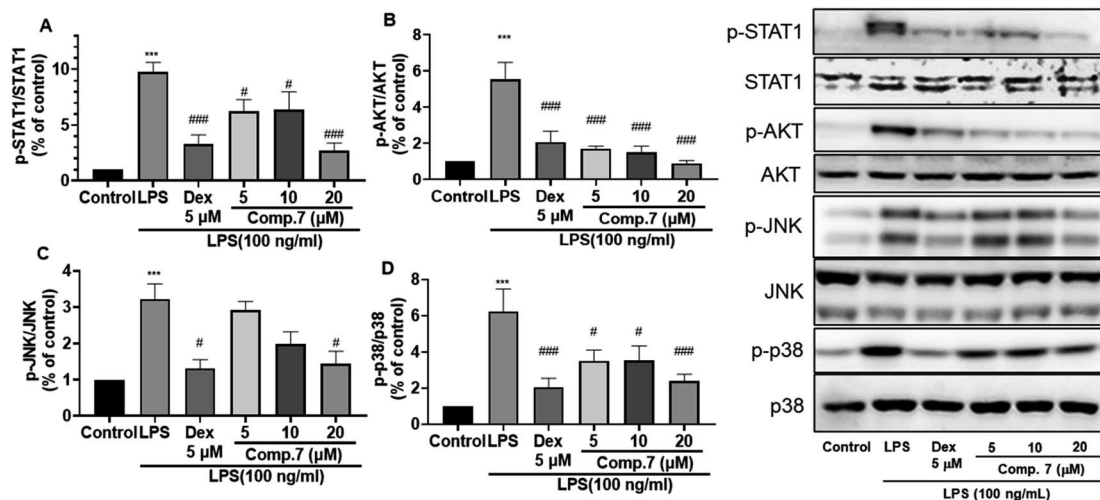 A
p-STAT1/STAT1
(% of control)
15
10
5
0
***
###
#
#
###
Control LPS Dex 5 10 20
5 µM Comp.7 (µM)
LPS(100 ng/ml)
B
p-AKT/AKT
(% of control)
8
6
4
2
0
***
###
###
###
###
Control LPS Dex 5 10 20
5 µM Comp.7 (µM)
LPS(100 ng/ml)
C
p-JNK/JNK
(% of control)
4
3
2
1
0
***
#
#
Control LPS Dex 5 10 20
5 µM Comp.7 (µM)
LPS(100 ng/ml)
D
p-p38/p38
(% of control)
8
6
4
2
0
***
###
#
#
###
Control LPS Dex 5 10 20
5 µM Comp.7 (µM)
LPS(100 ng/ml)
p-STAT1
STAT1
p-AKT
AKT
p-JNK
JNK
p-p38
p38
Control LPS Dex 5 10 20
5 µM Comp. 7 (µM)
LPS (100 ng/mL)